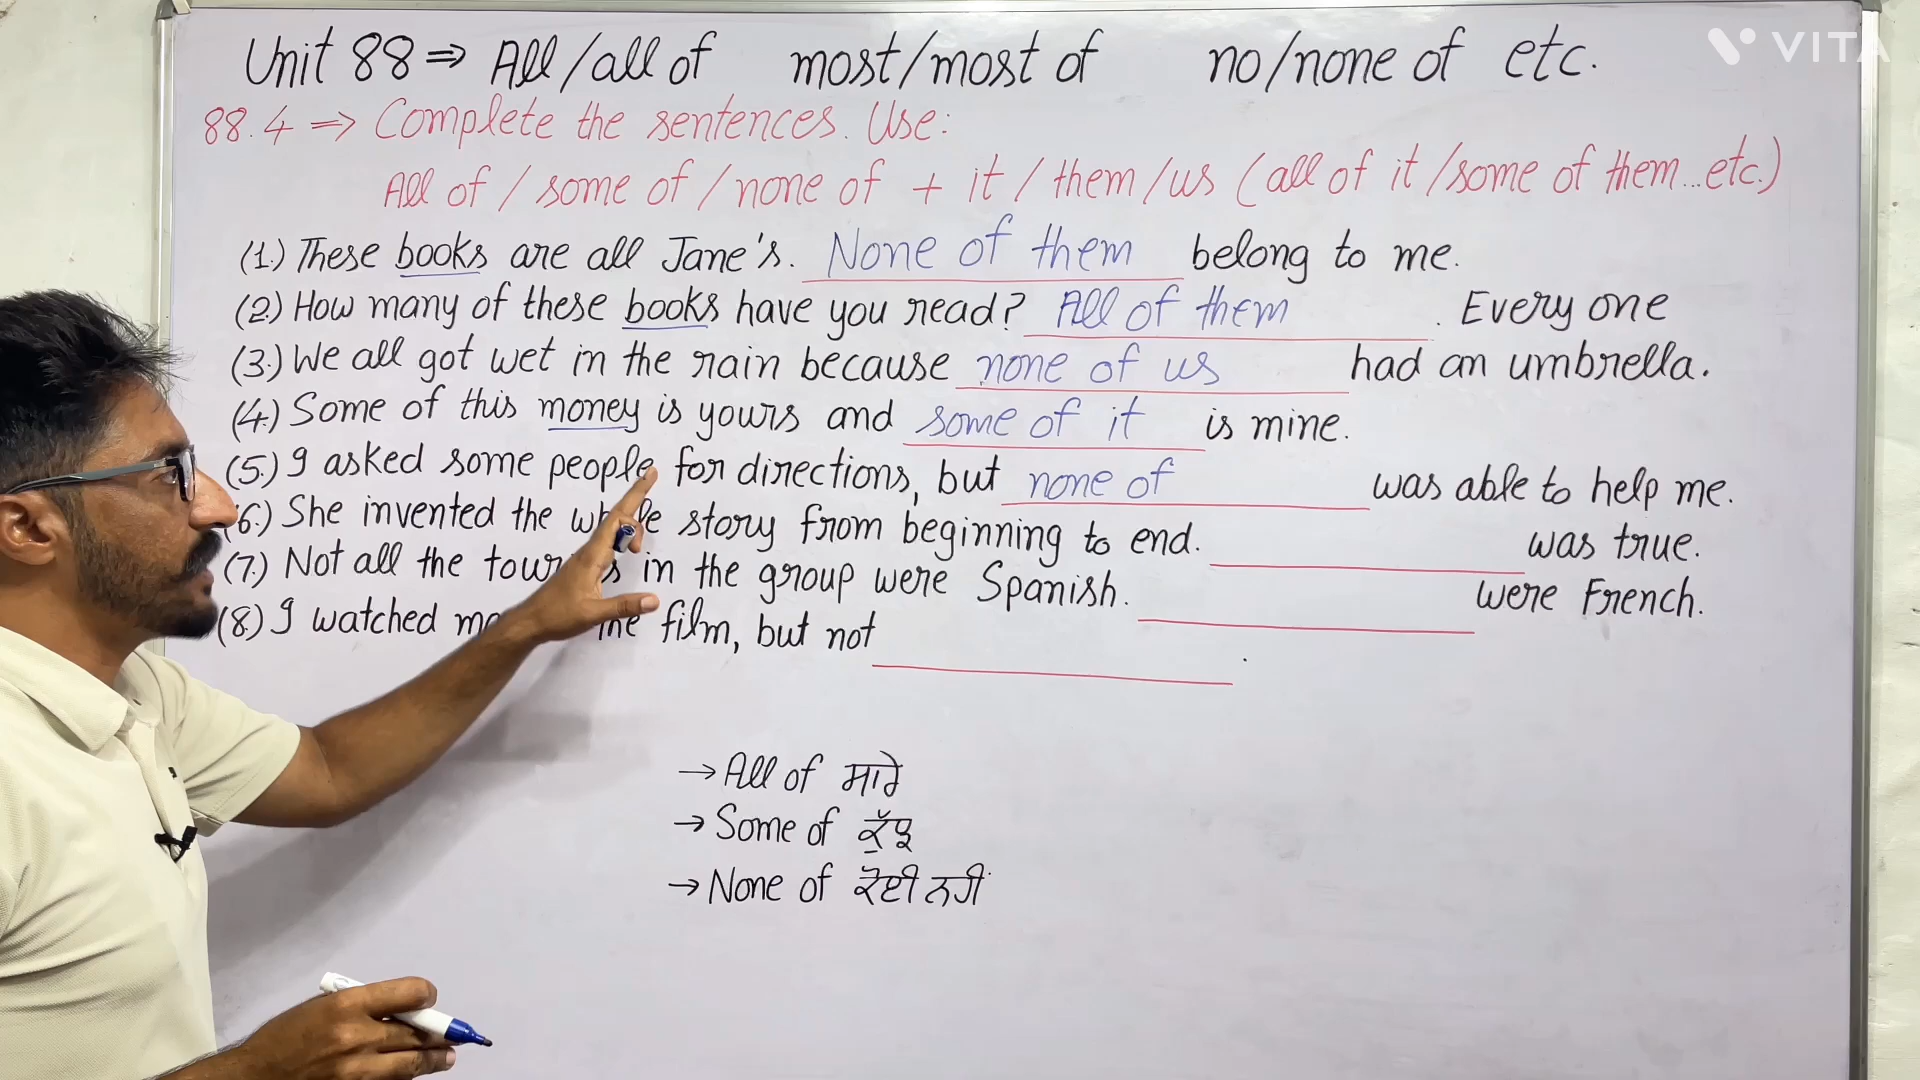 Unit 88 ⇒ All/all of most/most of no/none of etc.
VITA
88.4 ⇒ Complete the sentences. Use:
All of / some of / none of + it / them / us (all of it / some of them...etc.)
(1.) These books are all Jane's. None of them belong to me.
(2.) How many of these books have you read? All of them. Every one
(3.) We all got wet in the rain because none of us had an umbrella.
(4.) Some of this money is yours and some of it is mine.
(5.) I asked some people for directions, but none of was able to help me.
(6.) She invented the whole story from beginning to end. was true.
(7.) Not all the in the group were Spanish. were French.
(8.) I watched film, but not .
→ All of ਸਾਰੇ
→ Some of ਕੁੱਝ
→ None of ਕੋਈ ਨਹੀਂ